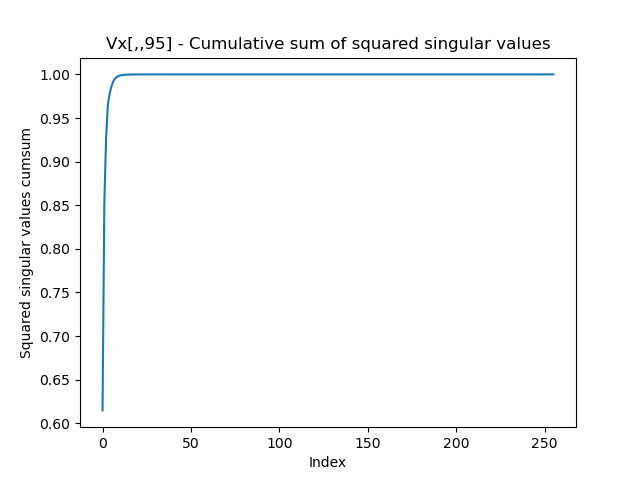 Vx[,,95] - Cumulative sum of squared singular values
1.00
0.95
0.90
0.85
0.80
0.75
0.70
0.65
0.60
Squared singular values cumsum
0 50 100 150 200 250
Index